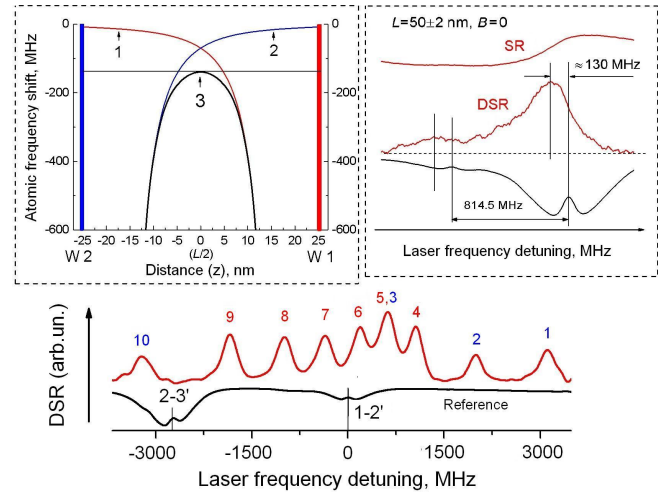 Atomic frequency shift, MHz
0
-200
-400
-600
0
-200
-400
-600
1
2
3
-25 -20 -15 -10 -5 0 5 10 15 20 25
W 2
(L/2)
W 1
Distance (z), nm
L=50±2 nm, B=0
SR
≈130 MHz
DSR
814.5 MHz
Laser frequency detuning, MHz
DSR (arb.un.)
10
9
8
7
6
5,3
4
2
1
2-3'
1-2'
Reference
-3000 -1500 0 1500 3000
Laser frequency detuning, MHz